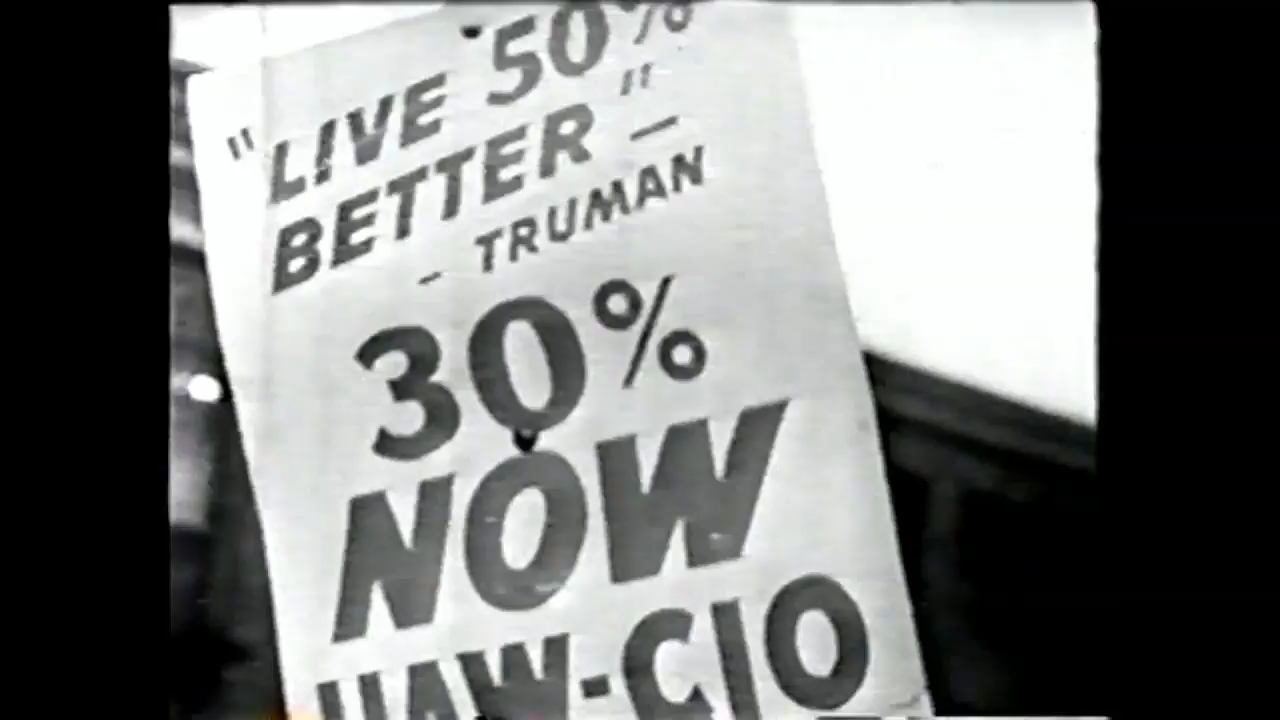 "LIVE 50%
BETTER" —
- TRUMAN
30%
NOW
UAW-CIO